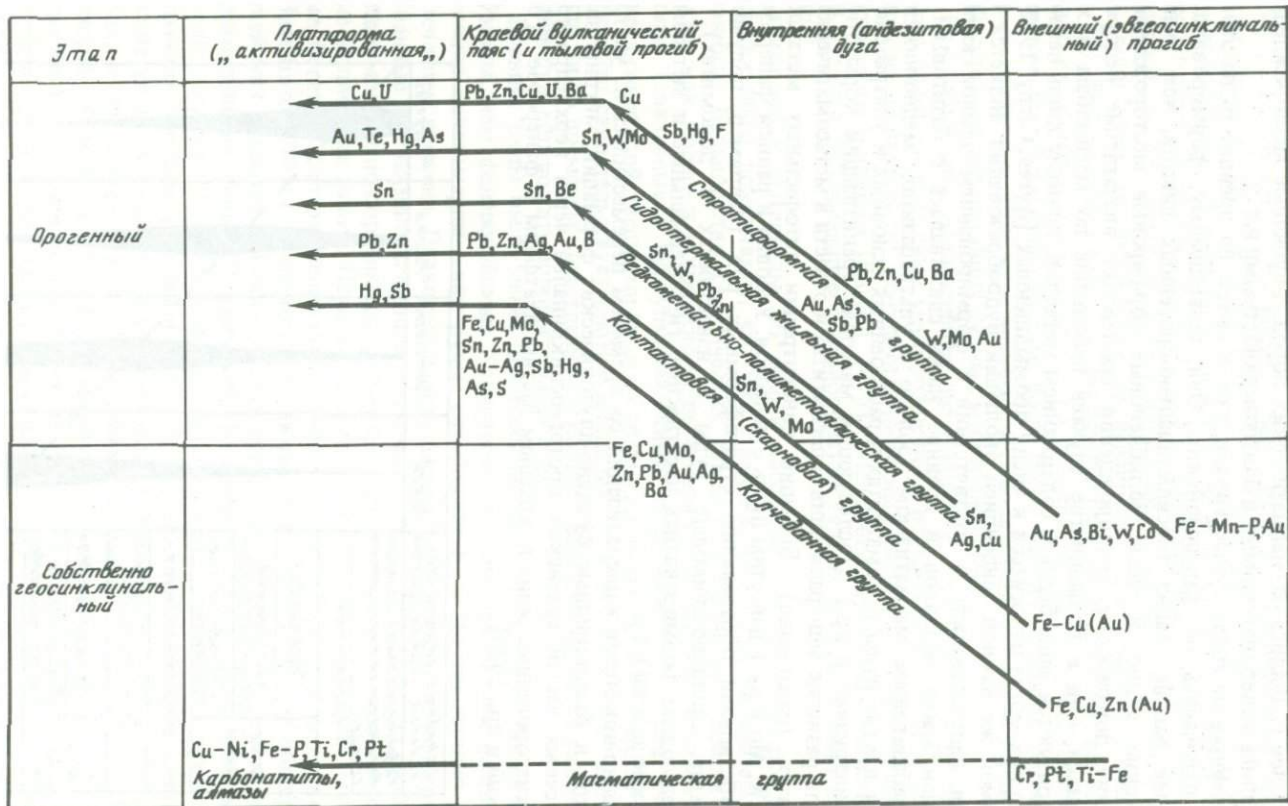 Этап
Платформа
(„активизированная„)
Краевой вулканический
пояс (и тыловой прогиб)
Внутренняя (андезитовая)
дуга
Внешний (эвгеосинклиналь-
ный) прогиб
Орогенный
Cu, U
Pb, Zn, Cu, U, Ba
Cu
Sb, Hg, F
Стратиформная
группа
Pb, Zn, Cu, Ba
W, Mo, Au
Fe–Mn–P, Au
Au, Te, Hg, As
Sn, W, Mo
Гидротермальная жильная группа
Au, As,
Sb, Pb
Au, As, Bi, W, Co
Sn
Sn, Be
Редкометально-полиметаллическая группа
Sn,
W,
Pb,
Zn
Sn,
Ag, Cu
Pb, Zn
Pb, Zn, Ag, Au, B
Кантактовая
(скарновая) группа
Sn,
W,
Mo
Fe–Cu (Au)
Hg, Sb
Fe, Cu, Mo,
Sn, Zn, Pb,
Au–Ag, Sb, Hg,
As, S
Fe, Cu, Mo,
Zn, Pb, Au, Ag,
Ba
Колчеданная группа
Fe, Cu, Zn (Au)
Собственно
геосинклиналь-
ный
Cu–Ni, Fe–P, Ti, Cr, Pt
Карбонатиты,
алмазы
Магматическая группа
Cr, Pt, Ti–Fe